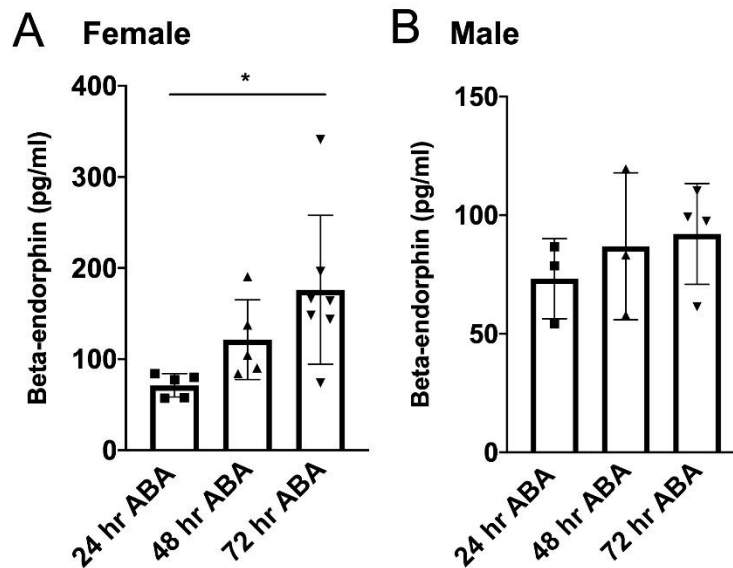 A Female
*
400
300
200
100
0
Beta-endorphin (pg/ml)
24 hr ABA
48 hr ABA
72 hr ABA
B Male
150
100
50
0
Beta-endorphin (pg/ml)
24 hr ABA
48 hr ABA
72 hr ABA